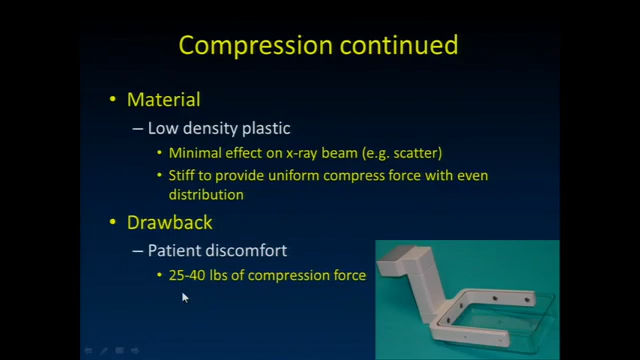 Compression continued
• Material
– Low density plastic
• Minimal effect on x-ray beam (e.g. scatter)
• Stiff to provide uniform compress force with even
distribution
• Drawback
– Patient discomfort
• 25-40 lbs of compression force